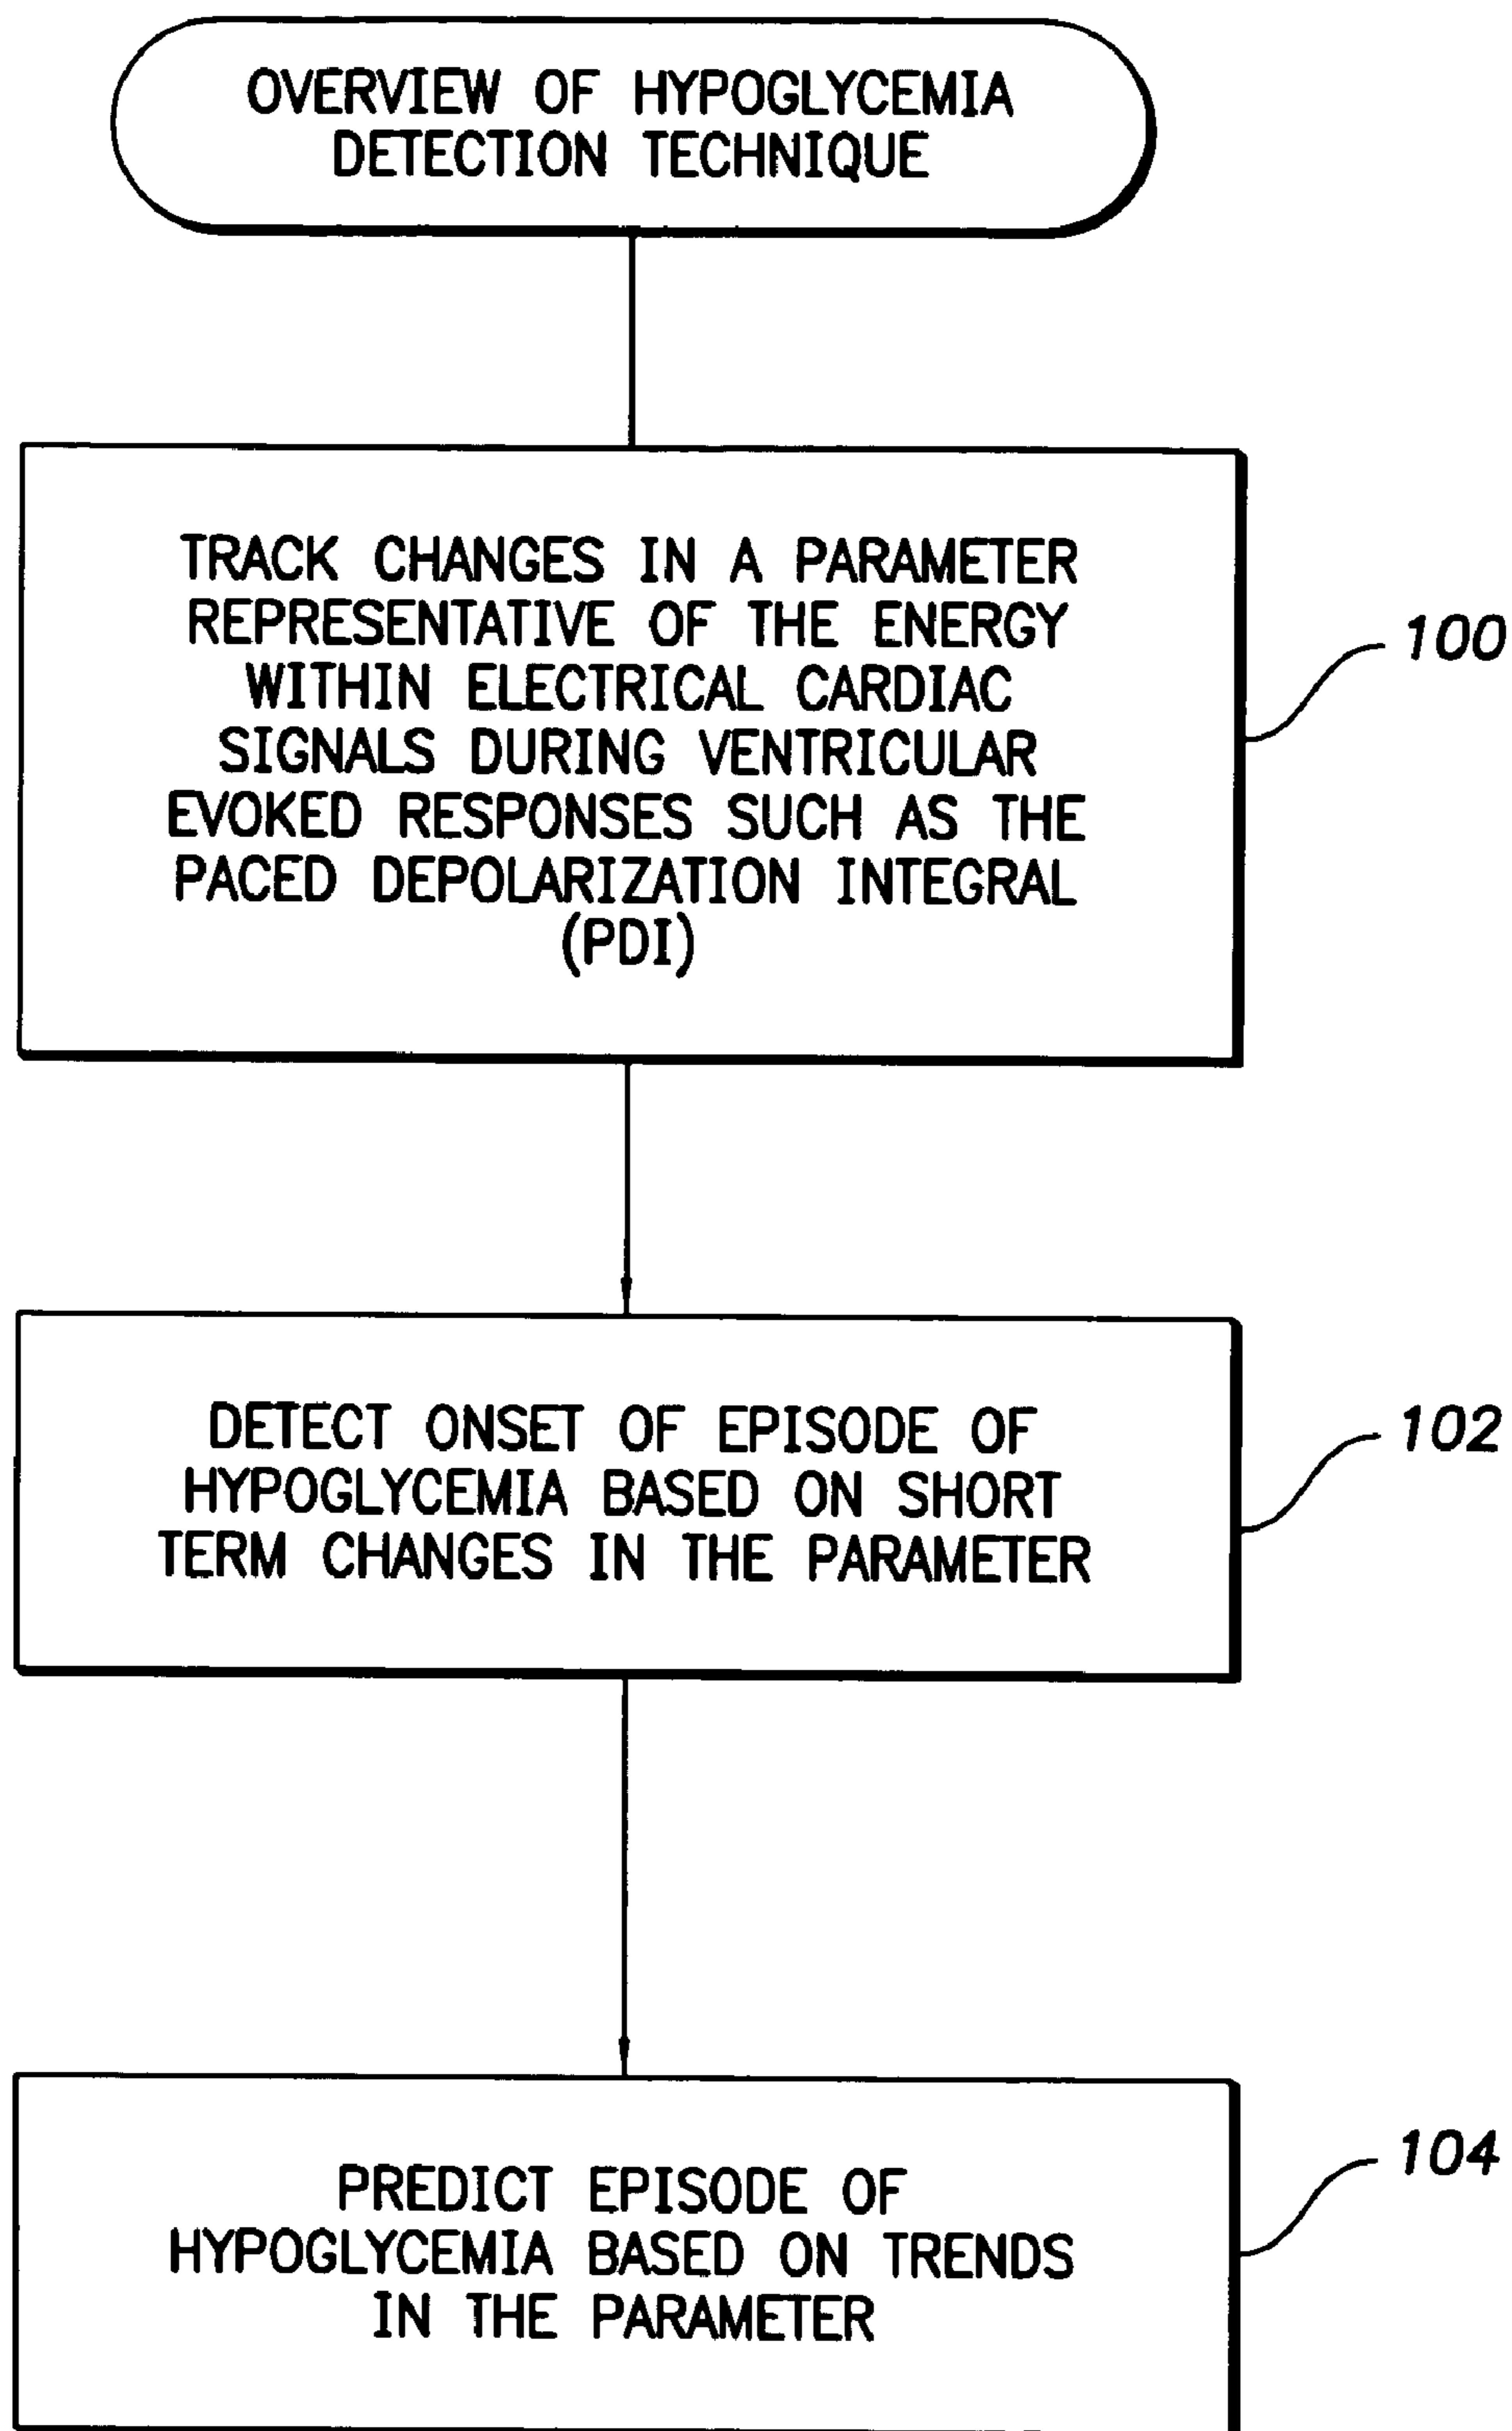 OVERVIEW OF HYPOGLYCEMIA
DETECTION TECHNIQUE
TRACK CHANGES IN A PARAMETER
REPRESENTATIVE OF THE ENERGY
WITHIN ELECTRICAL CARDIAC
SIGNALS DURING VENTRICULAR
EVOKED RESPONSES SUCH AS THE
PACED DEPOLARIZATION INTEGRAL
(PDI)
100
DETECT ONSET OF EPISODE OF
HYPOGLYCEMIA BASED ON SHORT
TERM CHANGES IN THE PARAMETER
102
PREDICT EPISODE OF
HYPOGLYCEMIA BASED ON TRENDS
IN THE PARAMETER
104